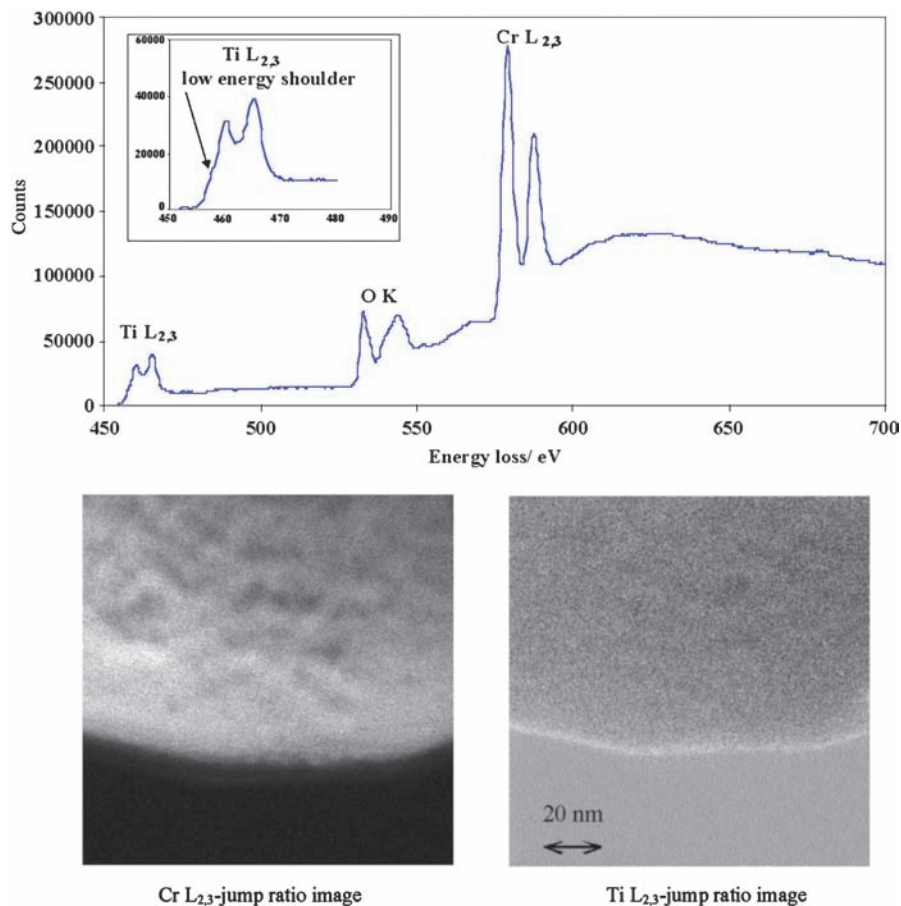 300000
250000
200000
150000
100000
50000
0
Counts
60000
40000
20000
0
Ti L2,3
low energy shoulder
450 460 470 480 490
Cr L2,3
O K
Ti L2,3
450 500 550 600 650 700
Energy loss/ eV
20 nm
Cr L2,3-jump ratio image
Ti L2,3-jump ratio image